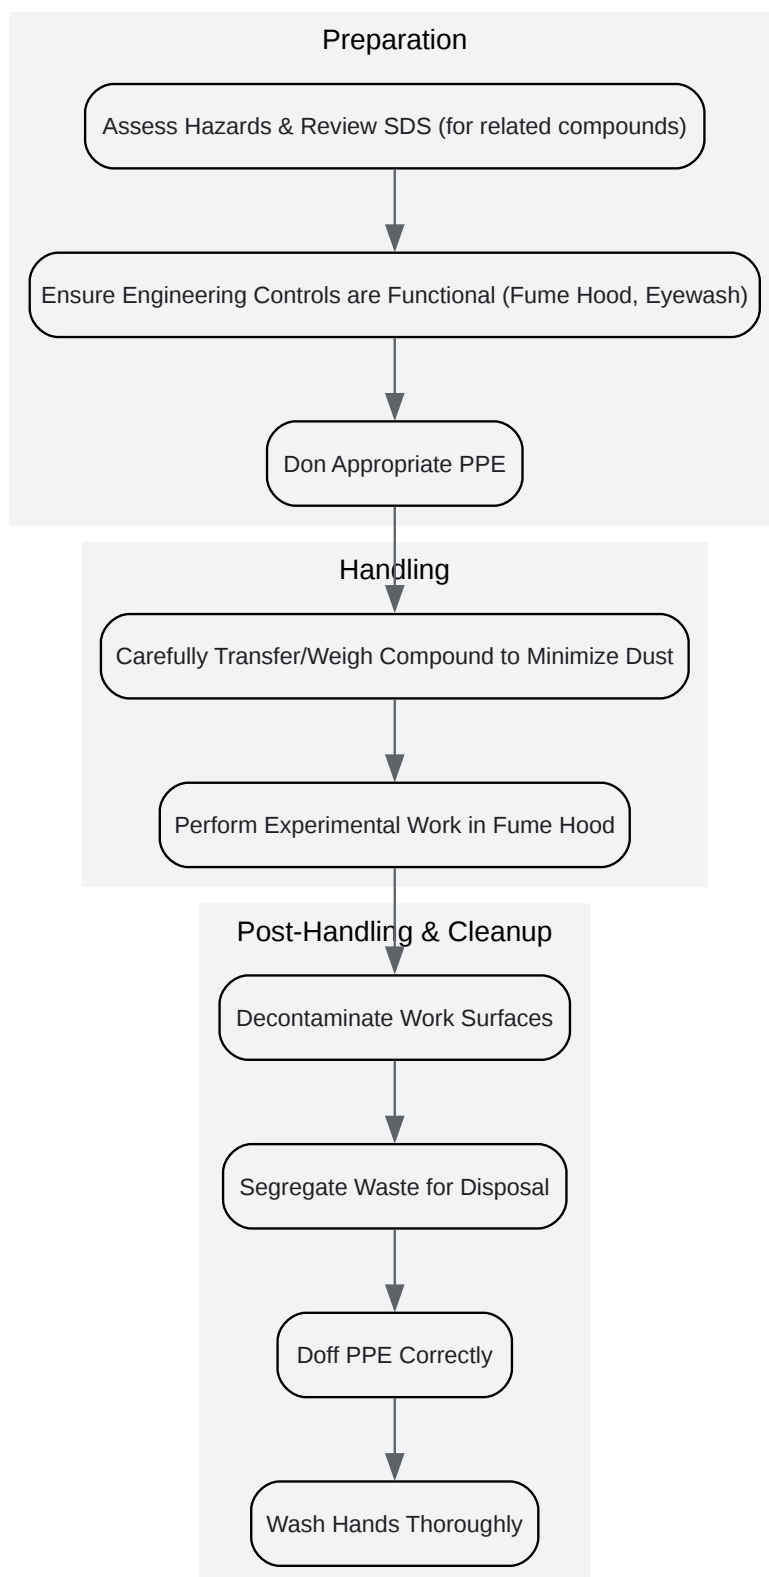 Preparation
Assess Hazards & Review SDS (for related compounds)
Ensure Engineering Controls are Functional (Fume Hood, Eyewash)
Don Appropriate PPE
Handling
Carefully Transfer/Weigh Compound to Minimize Dust
Perform Experimental Work in Fume Hood
Post-Handling & Cleanup
Decontaminate Work Surfaces
Segregate Waste for Disposal
Doff PPE Correctly
Wash Hands Thoroughly